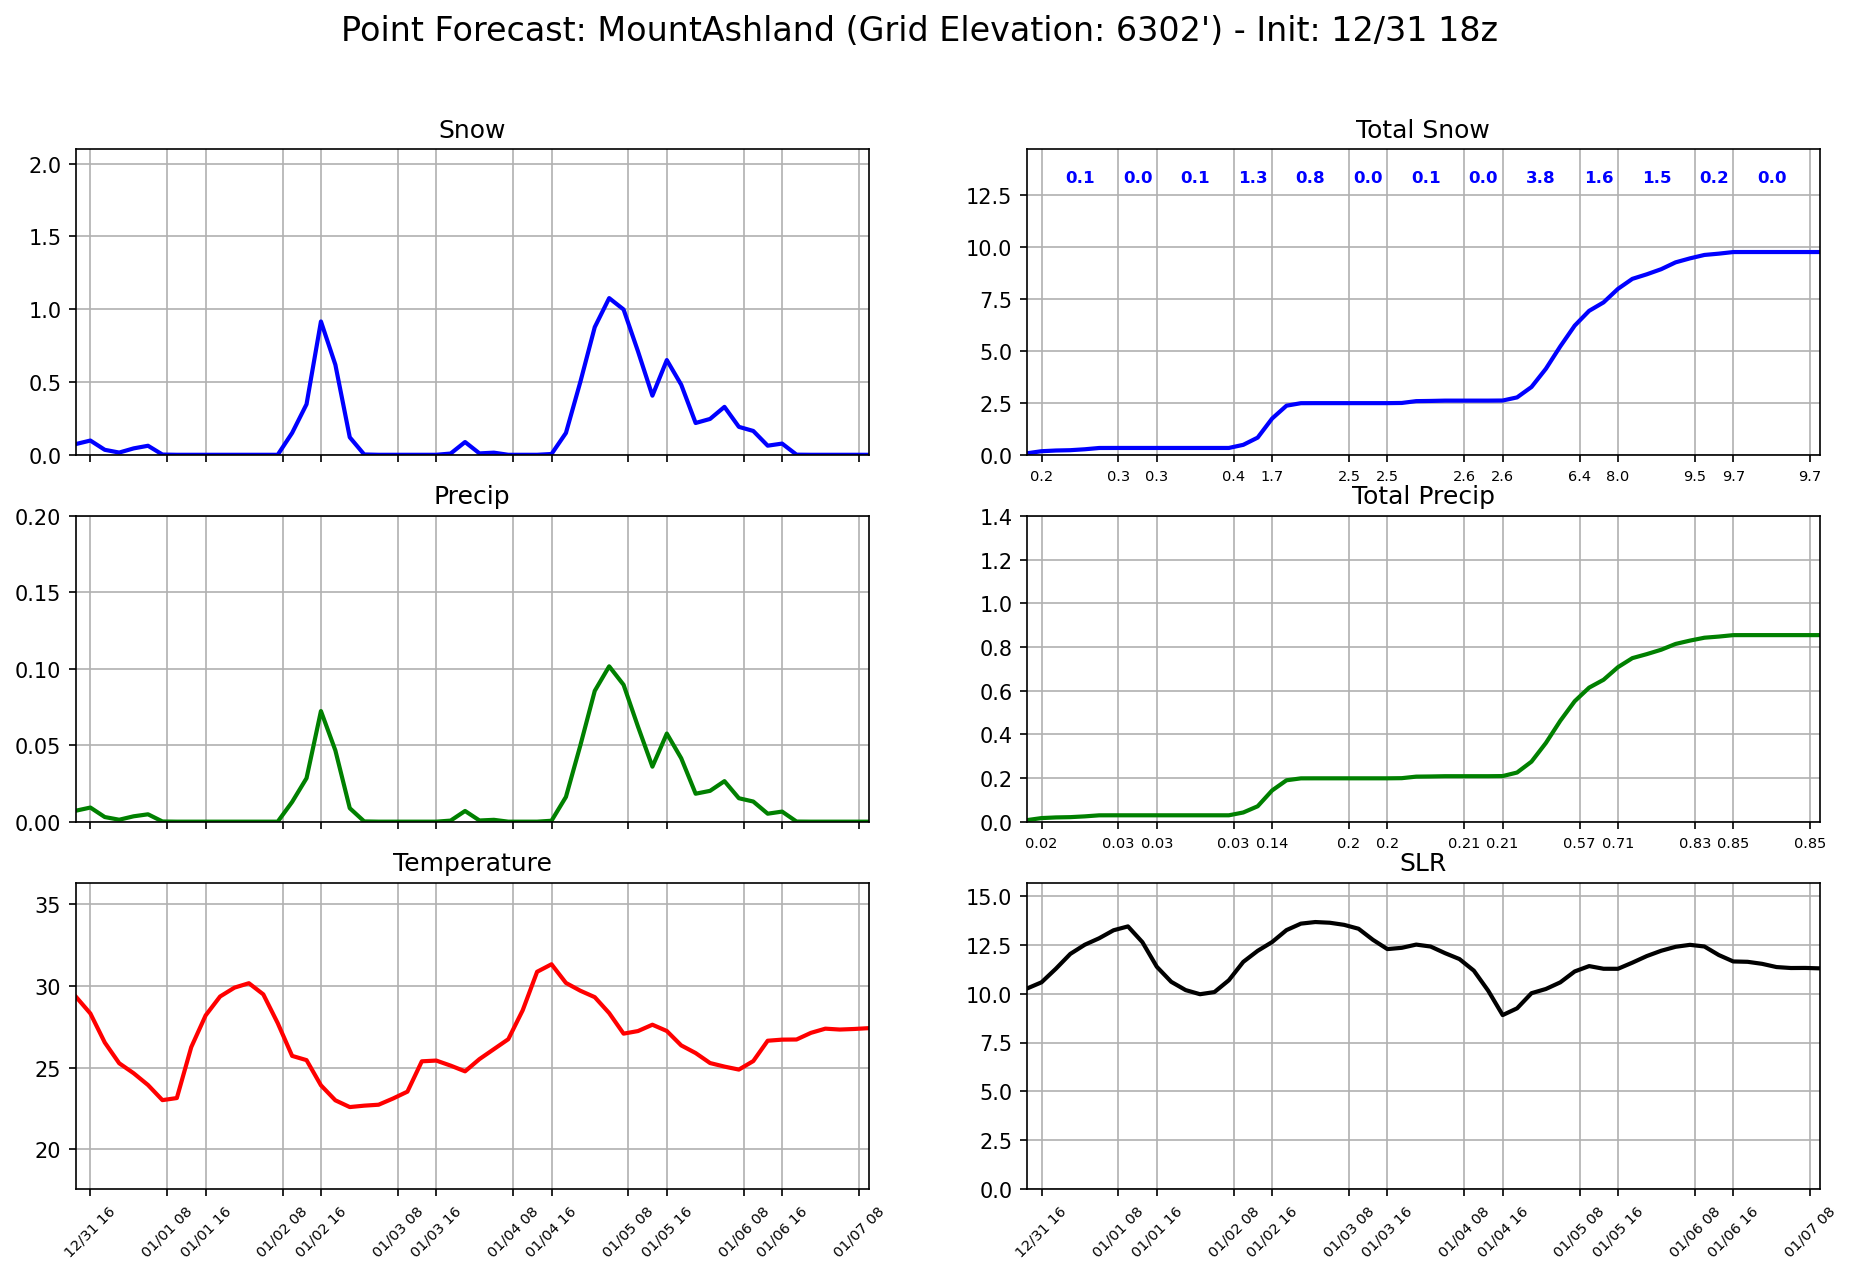 Point Forecast: MountAshland (Grid Elevation: 6302') - Init: 12/31 18z
Snow
2.0
1.5
1.0
0.5
0.0
Total Snow
0.1 0.0 0.1 1.3 0.8 0.0 0.1 0.0 3.8 1.6 1.5 0.2 0.0
12.5
10.0
7.5
5.0
2.5
0.0
0.2 0.3 0.3 0.4 1.7 2.5 2.5 2.6 2.6 6.4 8.0 9.5 9.7 9.7
Precip
0.20
0.15
0.10
0.05
0.00
Total Precip
1.4
1.2
1.0
0.8
0.6
0.4
0.2
0.0
0.02 0.03 0.03 0.03 0.14 0.2 0.2 0.21 0.21 0.57 0.71 0.83 0.85 0.85
Temperature
35
30
25
20
12/31 16 01/01 08 01/01 16 01/02 08 01/02 16 01/03 08 01/03 16 01/04 08 01/04 16 01/05 08 01/05 16 01/06 08 01/06 16 01/07 08
SLR
15.0
12.5
10.0
7.5
5.0
2.5
0.0
12/31 16 01/01 08 01/01 16 01/02 08 01/02 16 01/03 08 01/03 16 01/04 08 01/04 16 01/05 08 01/05 16 01/06 08 01/06 16 01/07 08